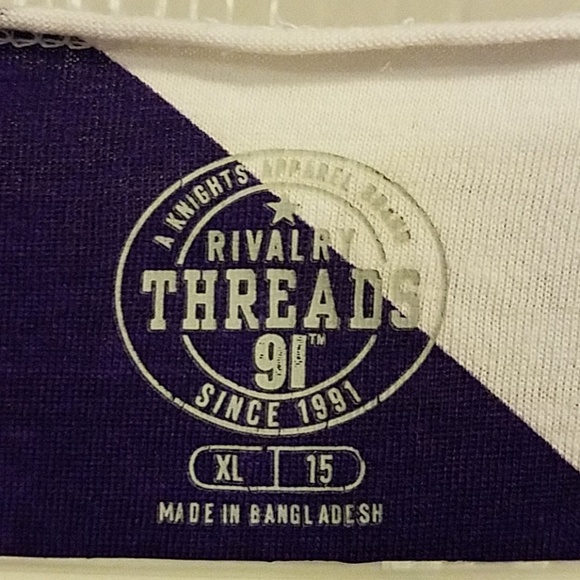 A KNIGHTS APPAREL BRAND
RIVALRY
THREADS
91™
SINCE 1991
XL 15
MADE IN BANGLADESH